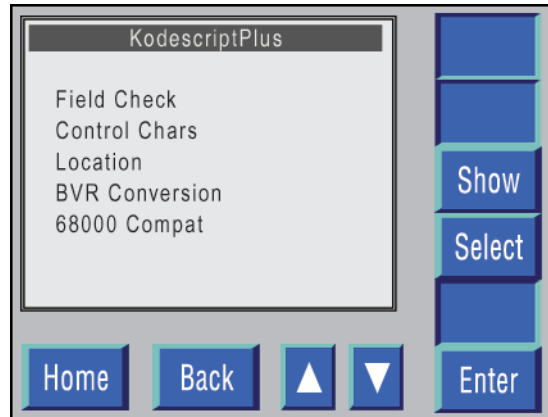 KodescriptPlus
Field Check
Control Chars
Location
BVR Conversion
68000 Compat
Show
Select
Home
Back
Enter